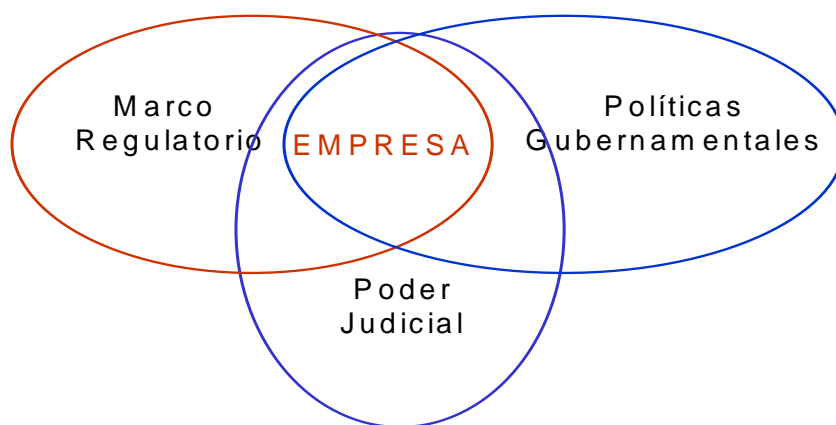 Marco
Regulatorio
EMPRESA
Políticas
Gubernamentales
Poder
Judicial